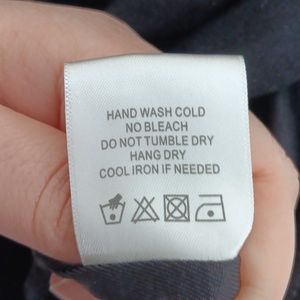 HAND WASH COLD
NO BLEACH
DO NOT TUMBLE DRY
HANG DRY
COOL IRON IF NEEDED